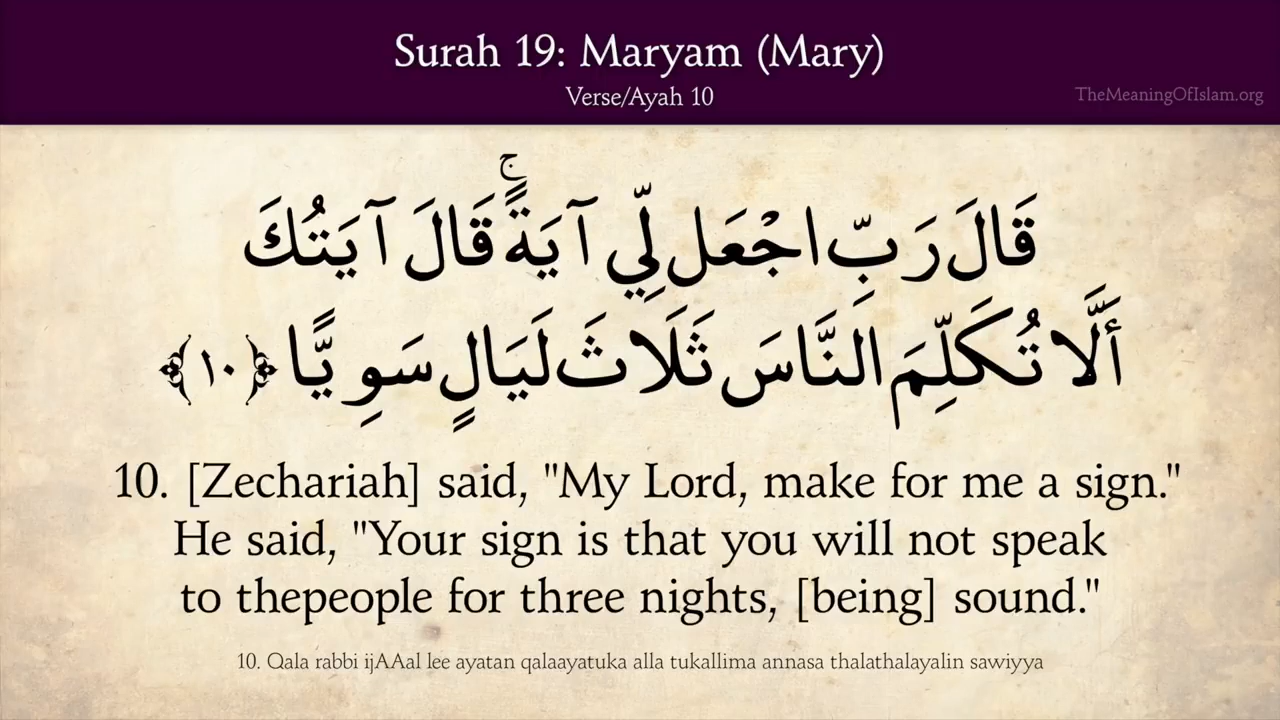 Surah 19: Maryam (Mary)
Verse/Ayah 10
TheMeaningOfIslam.org
قَالَ رَبِّ اجْعَل لِّي آيَةً ۚ قَالَ آيَتُكَ
أَلَّا تُكَلِّمَ النَّاسَ ثَلَاثَ لَيَالٍ سَوِيًّا ﴿١٠﴾
10. [Zechariah] said, "My Lord, make for me a sign."
He said, "Your sign is that you will not speak
to thepeople for three nights, [being] sound."
10. Qala rabbi ijAAal lee ayatan qalaayatuka alla tukallima annasa thalathalayalin sawiyya